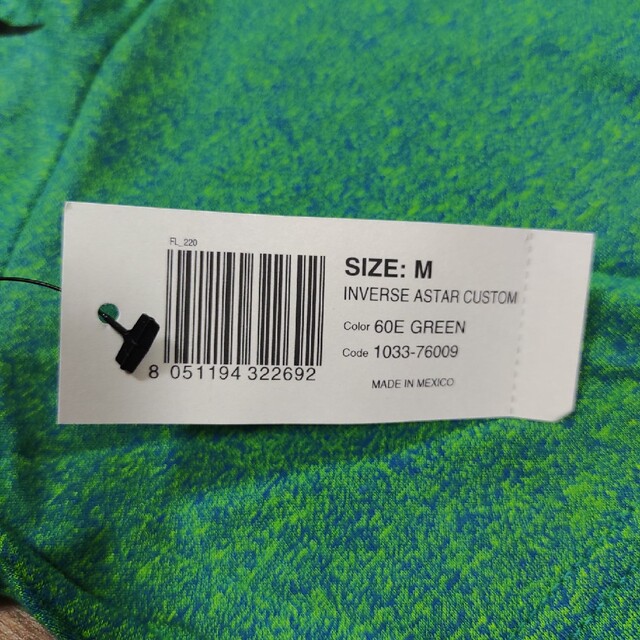 FL_220
8 051194 322692
SIZE: M
INVERSE ASTAR CUSTOM
Color 60E GREEN
Code 1033-76009
MADE IN MEXICO